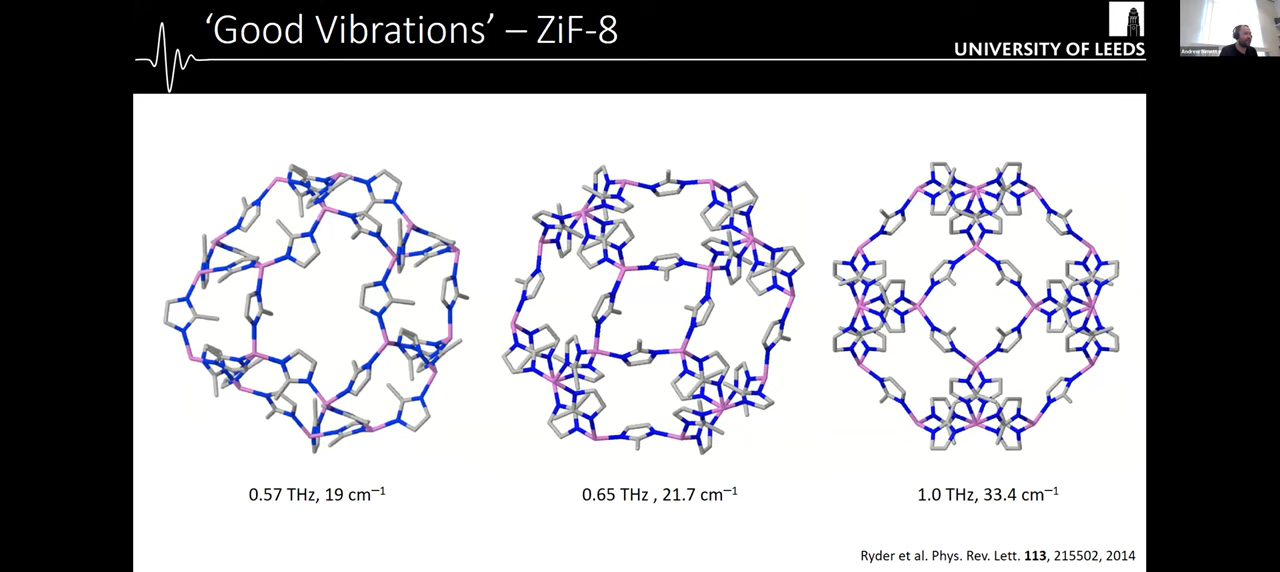 ‘Good Vibrations’ – ZiF-8
UNIVERSITY OF LEEDS
0.57 THz, 19 cm⁻¹
0.65 THz , 21.7 cm⁻¹
1.0 THz, 33.4 cm⁻¹
Ryder et al. Phys. Rev. Lett. 113, 215502, 2014